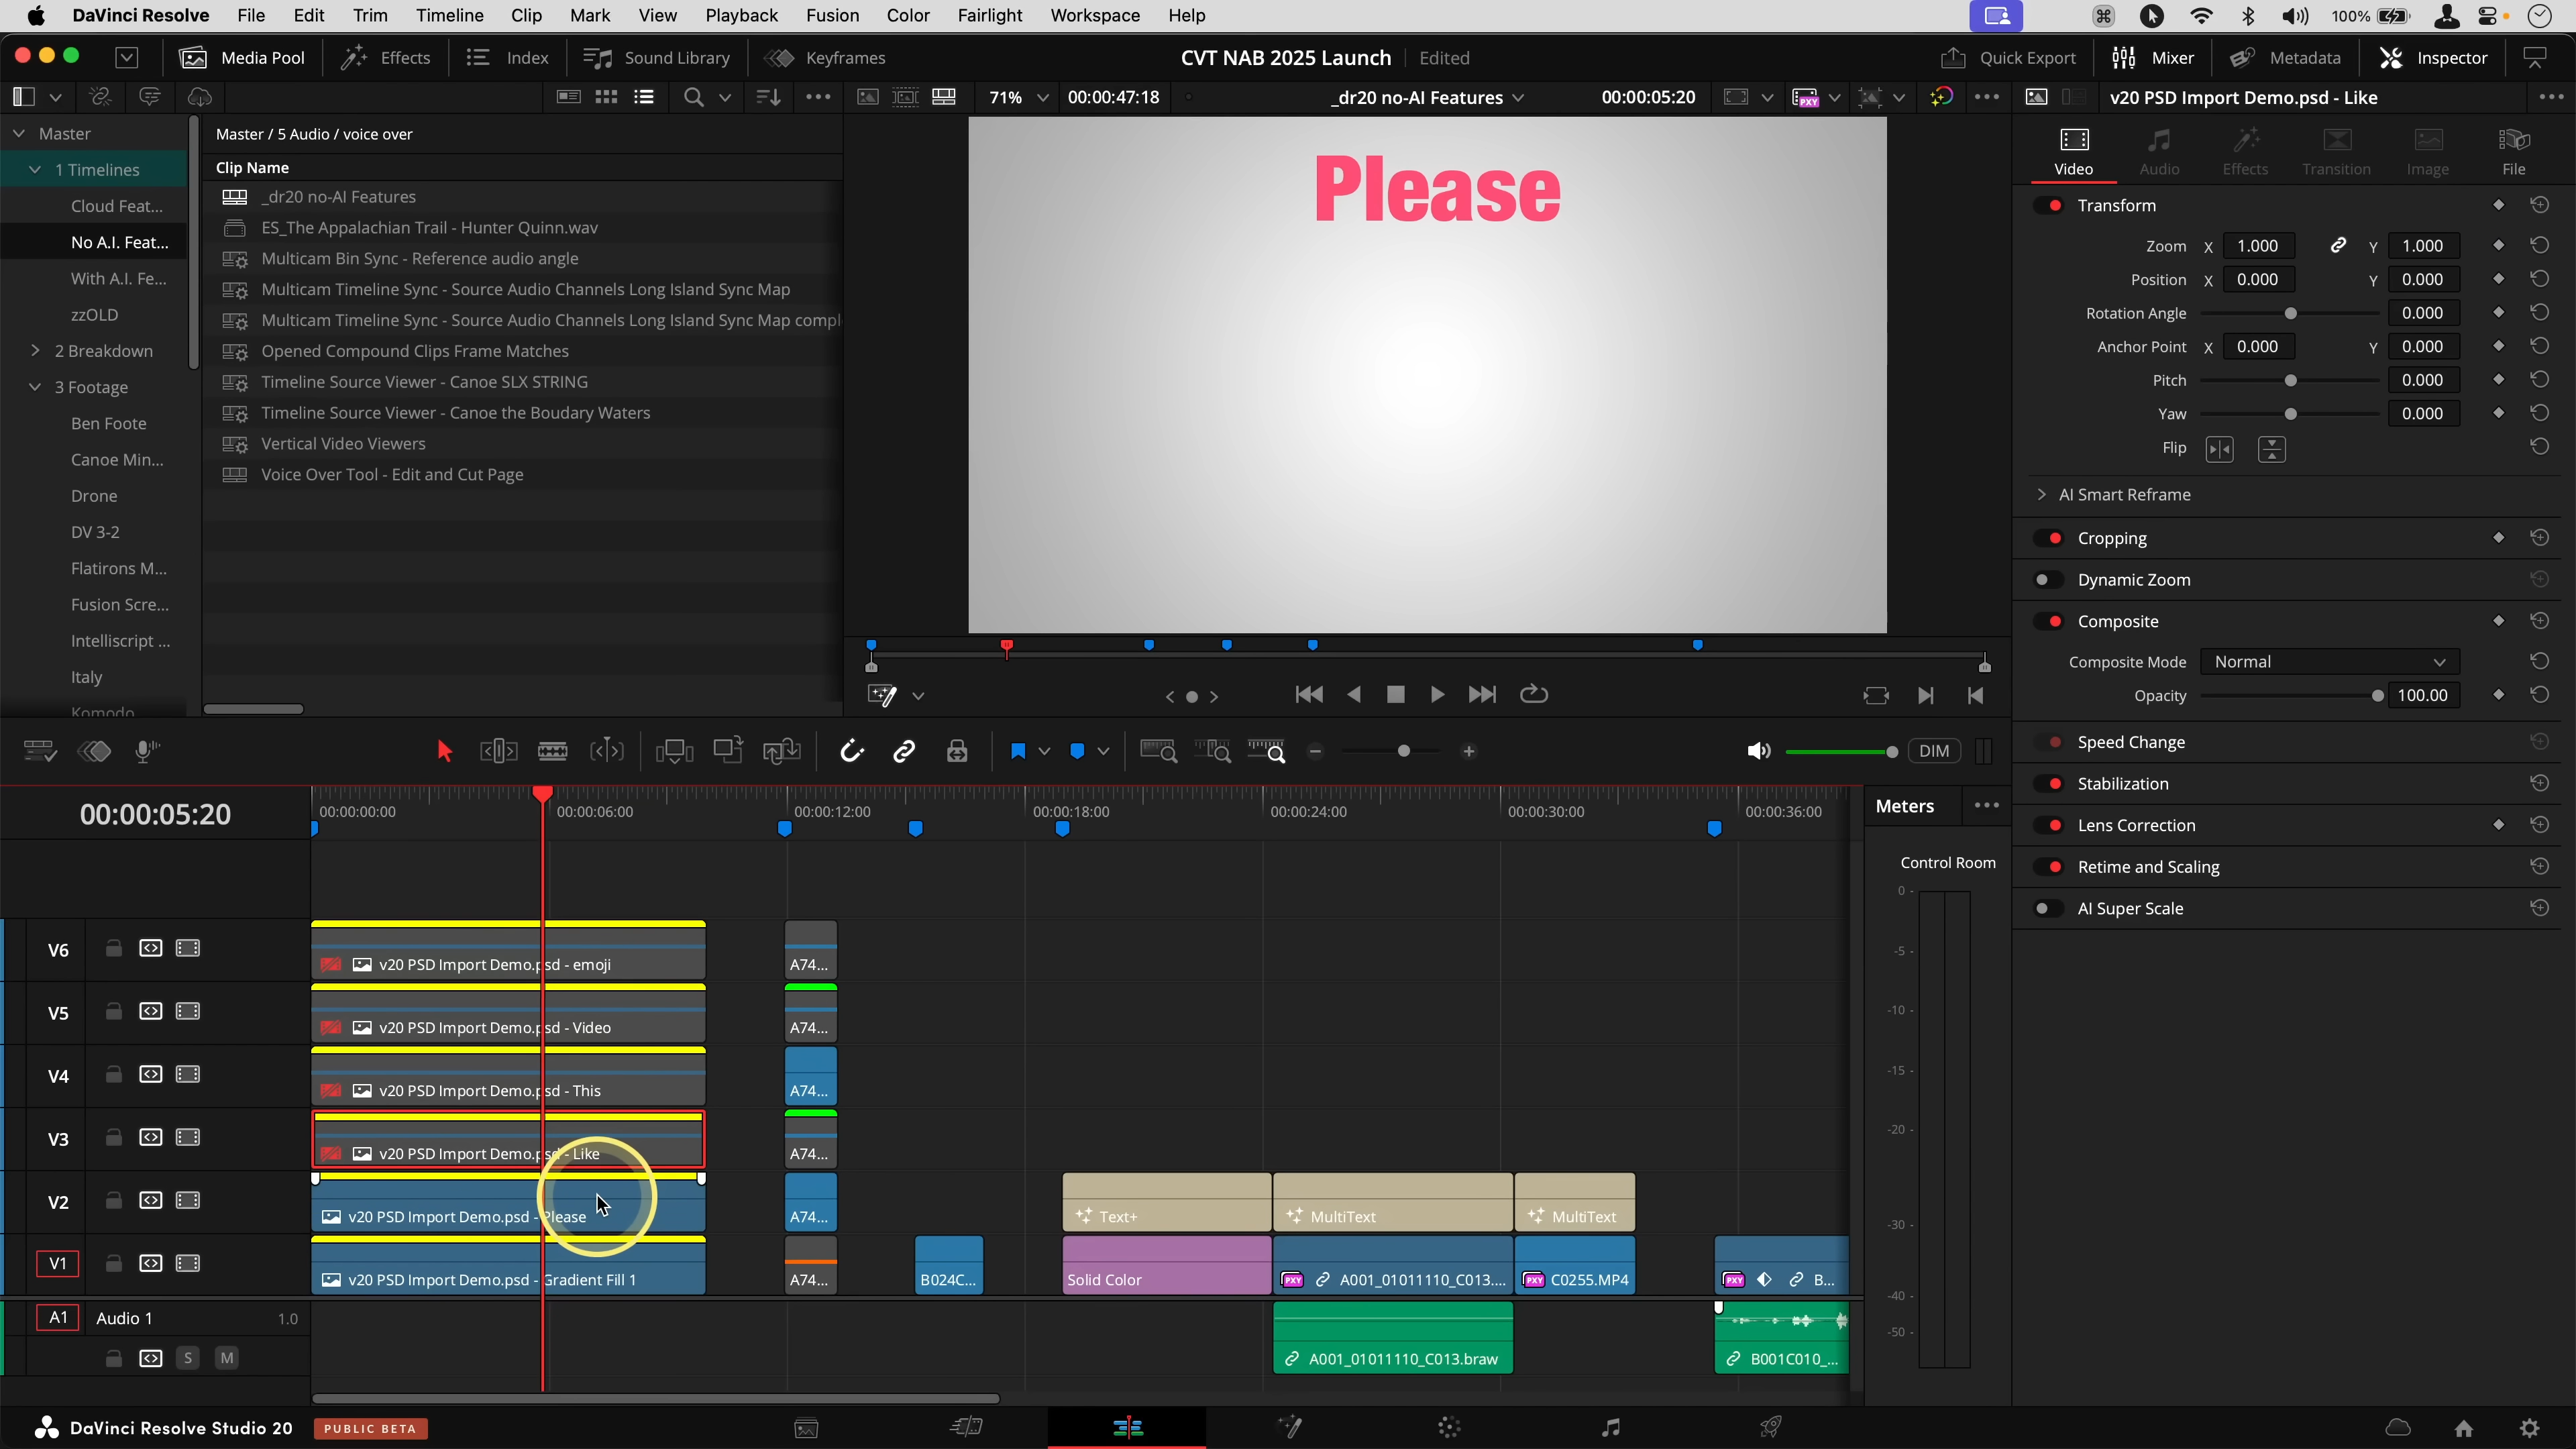 DaVinci Resolve File Edit Trim Timeline Clip Mark View Playback Fusion Color Fairlight Workspace Help 100%
Media Pool Effects Index Sound Library Keyframes CVT NAB 2025 Launch Edited Quick Export Mixer Metadata Inspector
71% 00:00:47:18 _dr20 no-AI Features 00:00:05:20 PXY v20 PSD Import Demo.psd - Like
Master
1 Timelines
Cloud Feat...
No A.I. Feat...
With A.I. Fe...
zzOLD
2 Breakdown
3 Footage
Ben Foote
Canoe Min...
Drone
DV 3-2
Flatirons M...
Fusion Scre...
Intelliscript ...
Italy
Komodo
Master / 5 Audio / voice over
Clip Name
_dr20 no-AI Features
ES_The Appalachian Trail - Hunter Quinn.wav
Multicam Bin Sync - Reference audio angle
Multicam Timeline Sync - Source Audio Channels Long Island Sync Map
Multicam Timeline Sync - Source Audio Channels Long Island Sync Map compl
Opened Compound Clips Frame Matches
Timeline Source Viewer - Canoe SLX STRING
Timeline Source Viewer - Canoe the Boudary Waters
Vertical Video Viewers
Voice Over Tool - Edit and Cut Page
Please
Video Audio Effects Transition Image File
Transform
Zoom X 1.000 Y 1.000
Position X 0.000 Y 0.000
Rotation Angle 0.000
Anchor Point X 0.000 Y 0.000
Pitch 0.000
Yaw 0.000
Flip
AI Smart Reframe
Cropping
Dynamic Zoom
Composite
Composite Mode Normal
Opacity 100.00
Speed Change
Stabilization
Lens Correction
Retime and Scaling
AI Super Scale
DIM
00:00:05:20
00:00:00:00 00:00:06:00 00:00:12:00 00:00:18:00 00:00:24:00 00:00:30:00 00:00:36:00
Meters
Control Room
0 -
-5 -
-10 -
-15 -
-20 -
-30 -
-40 -
-50 -
V6 v20 PSD Import Demo.psd - emoji A74...
V5 v20 PSD Import Demo.psd - Video A74...
V4 v20 PSD Import Demo.psd - This A74...
V3 v20 PSD Import Demo.psd - Like A74...
V2 v20 PSD Import Demo.psd - Please A74... Text+ MultiText MultiText
V1 v20 PSD Import Demo.psd - Gradient Fill 1 A74... B024C... Solid Color PXY A001_01011110_C013.... PXY C0255.MP4 PXY B...
A1 Audio 1 1.0
S M A001_01011110_C013.braw B001C010_...
DaVinci Resolve Studio 20 PUBLIC BETA